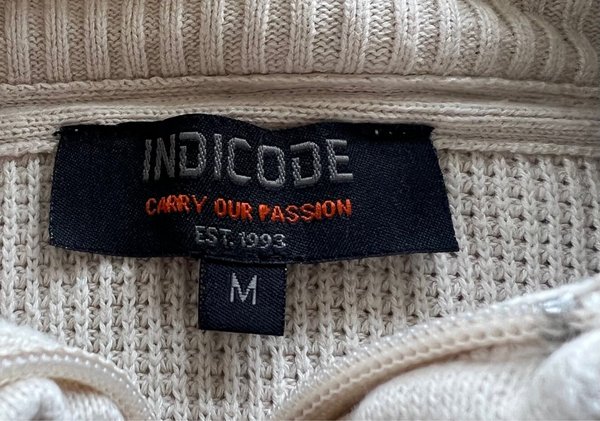 INDICODE
CARRY OUR PASSION
EST. 1993
M